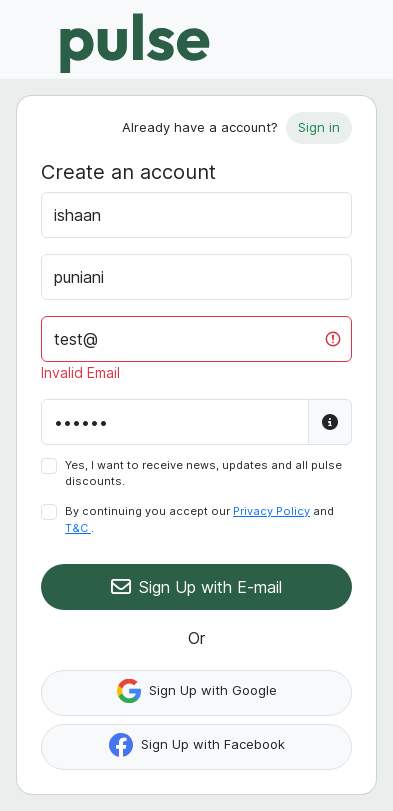 pulse
Already have a account? Sign in
Create an account
ishaan
puniani
test@
Invalid Email
••••••
Yes, I want to receive news, updates and all pulse
discounts.
By continuing you accept our Privacy Policy and
T&C .
Sign Up with E-mail
Or
Sign Up with Google
Sign Up with Facebook